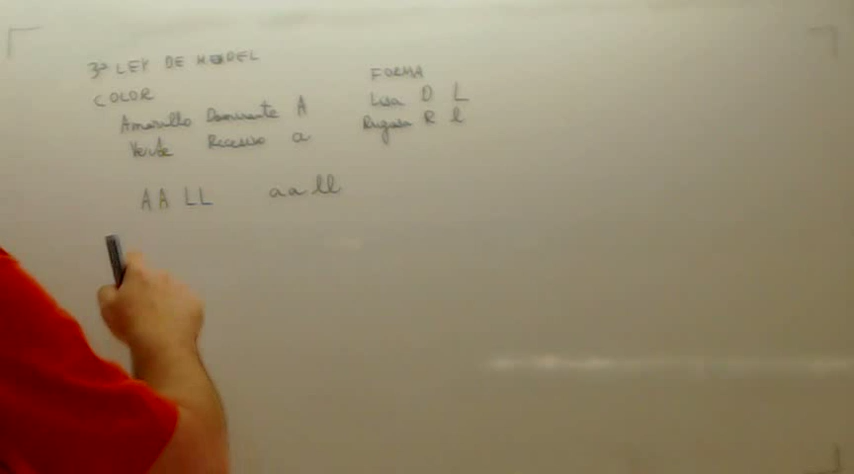 3ª LEY DE MENDEL
COLOR
Amarillo Dominante A
Verde Recesivo a
FORMA
Lisa D L
Rugosa R l
AA LL aa ll